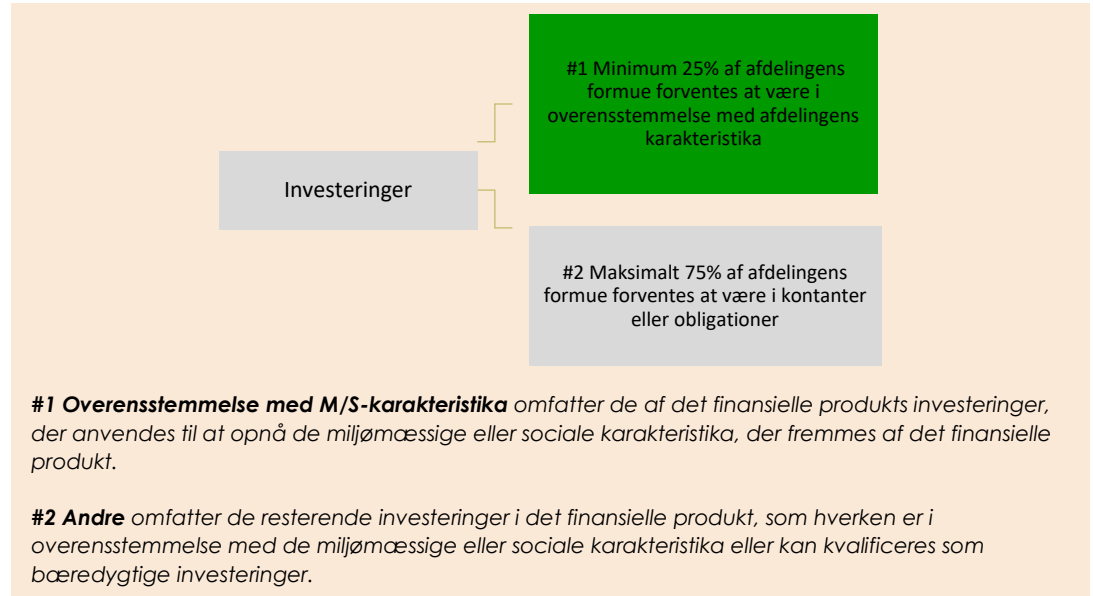 #1 Minimum 25% af afdelingens
formue forventes at være i
overensstemmelse med afdelingens
karakteristika
Investeringer
#2 Maksimalt 75% af afdelingens
formue forventes at være i kontanter
eller obligationer
#1 Overensstemmelse med M/S-karakteristika omfatter de af det finansielle produkts investeringer,
der anvendes til at opnå de miljømæssige eller sociale karakteristika, der fremmes af det finansielle
produkt.
#2 Andre omfatter de resterende investeringer i det finansielle produkt, som hverken er i
overensstemmelse med de miljømæssige eller sociale karakteristika eller kan kvalificeres som
bæredygtige investeringer.